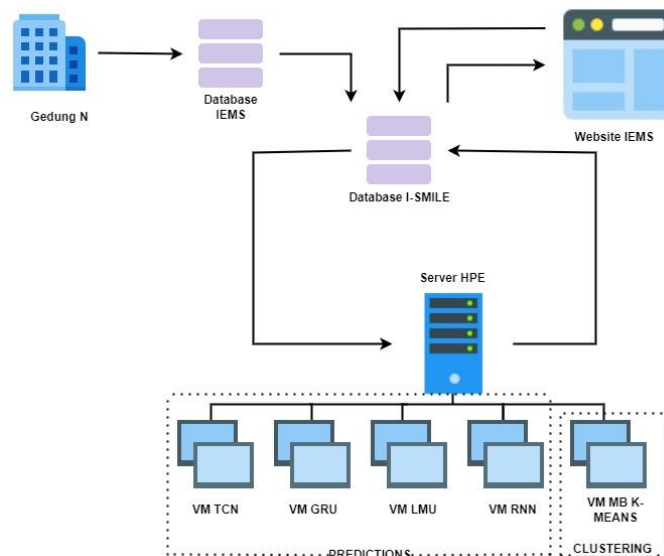 Gedung N
Database
IEMS
Website IEMS
Database I-SMILE
Server HPE
VM TCN
VM GRU
VM LMU
VM RNN
VM MB K-
MEANS
PREDICTIONS
CLUSTERING